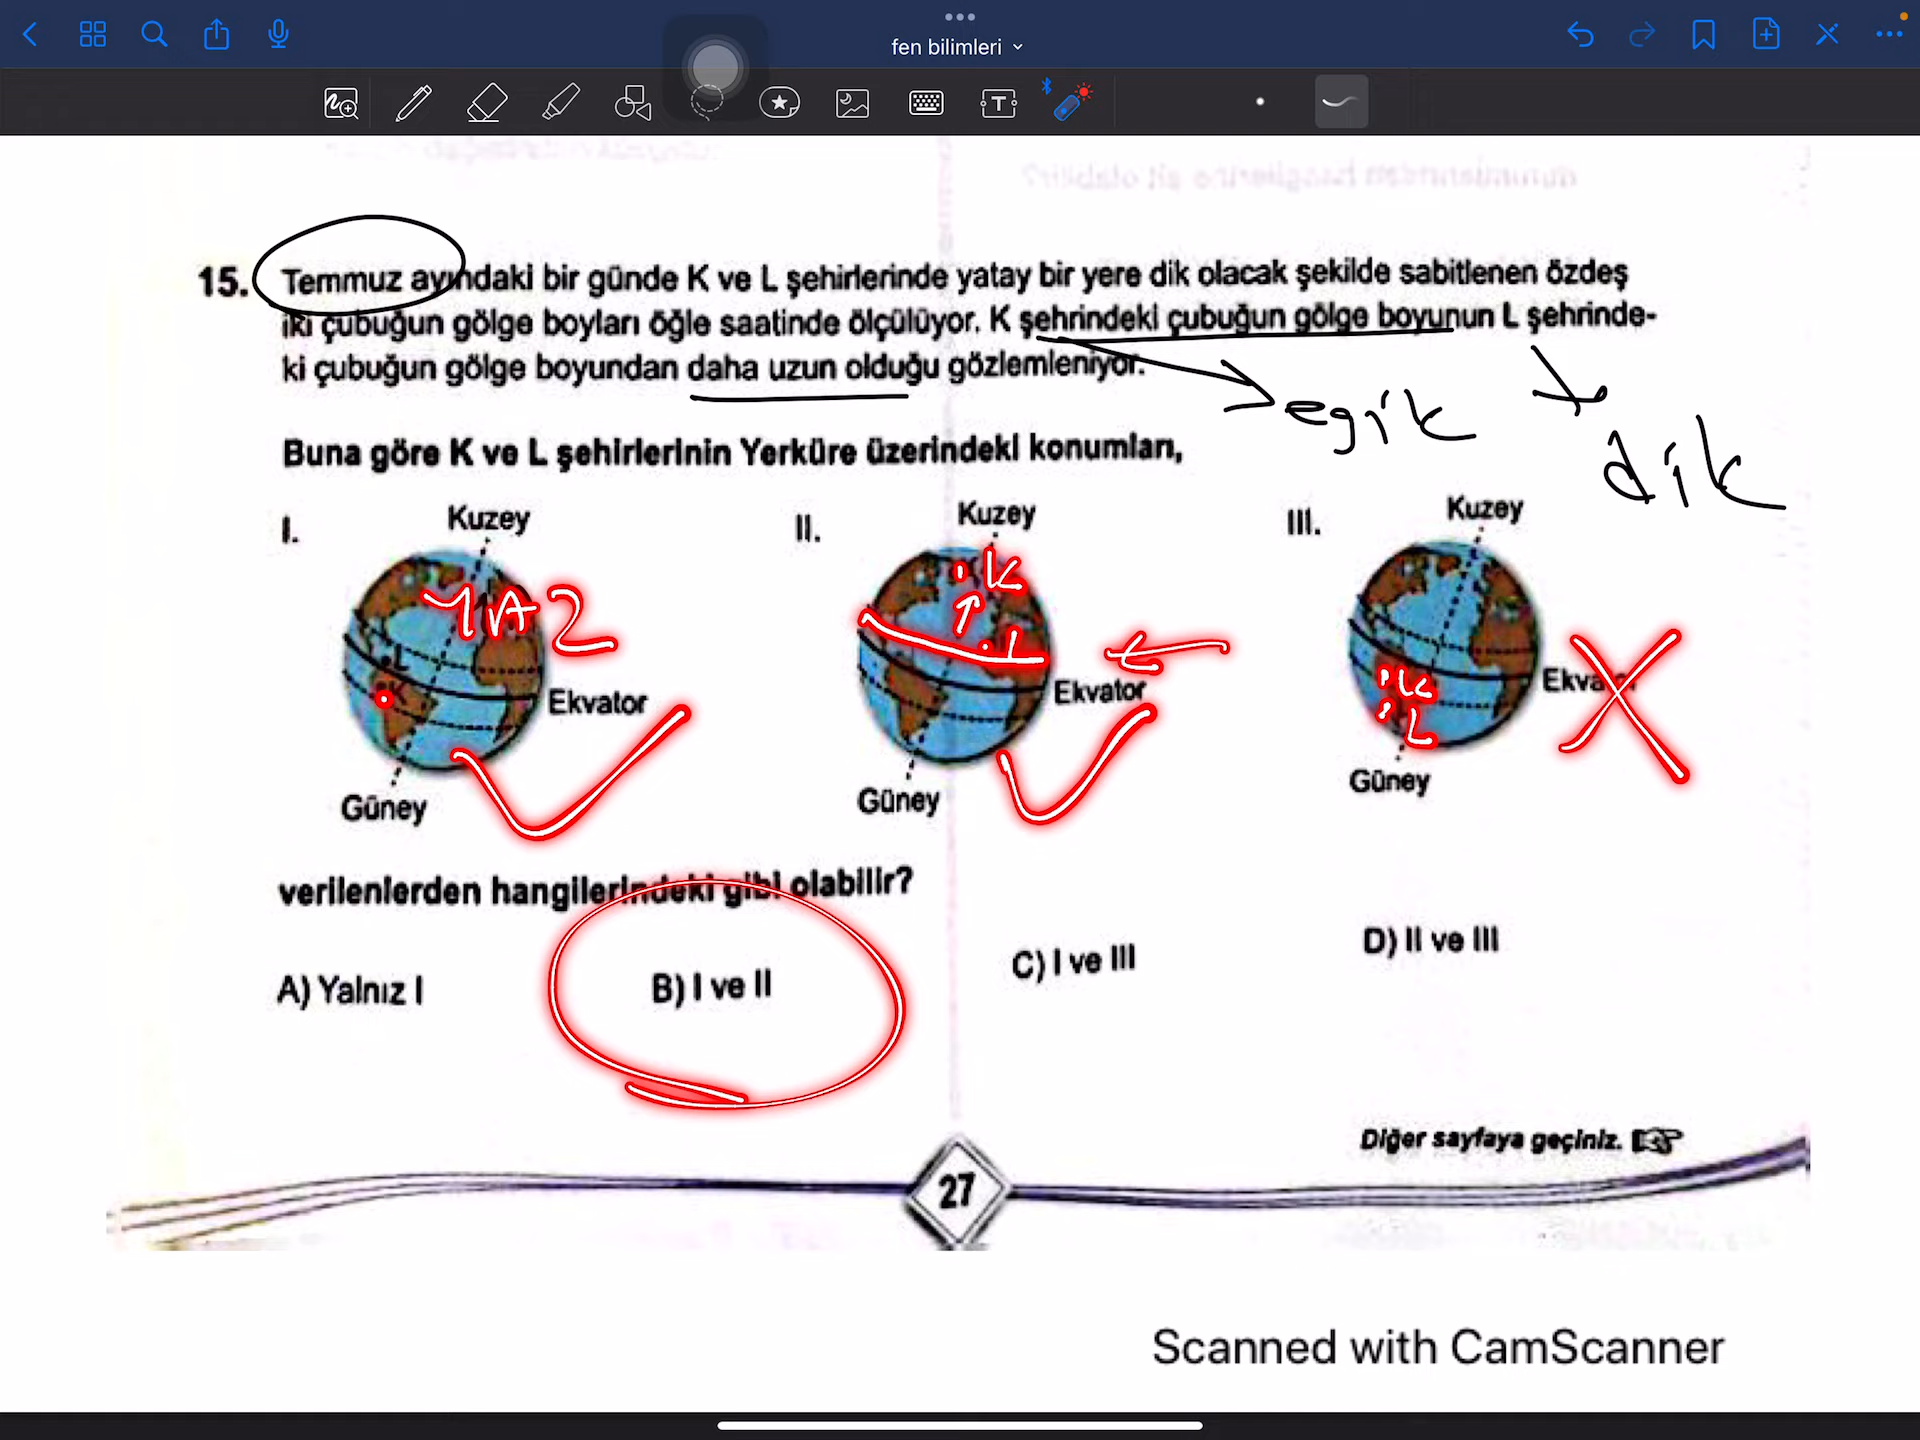 fen bilimleri
15. Temmuz ayındaki bir günde K ve L şehirlerinde yatay bir yere dik olacak şekilde sabitlenen özdeş
iki çubuğun gölge boyları öğle saatinde ölçülüyor. K şehrindeki çubuğun gölge boyunun L şehrinde-
ki çubuğun gölge boyundan daha uzun olduğu gözlemleniyor.
egik
dik
Buna göre K ve L şehirlerinin Yerküre üzerindeki konumları,
I.
Kuzey
YAZ
L
K
Ekvator
Güney
II.
Kuzey
K
L
Ekvator
Güney
III.
Kuzey
K
L
Ekvator
Güney
verilenlerden hangilerindeki gibi olabilir?
A) Yalnız I
B) I ve II
C) I ve III
D) II ve III
Diğer sayfaya geçiniz.
27
Scanned with CamScanner